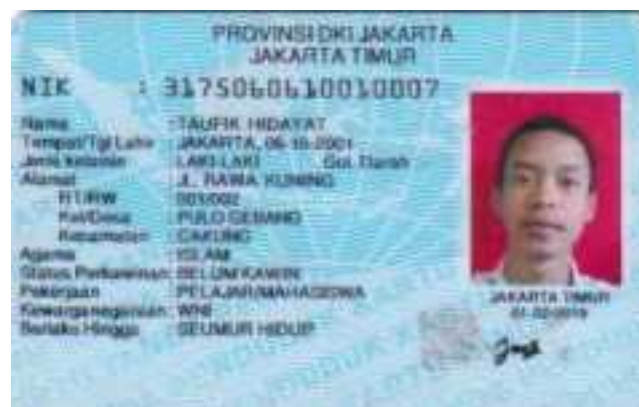 PROVINSI DKI JAKARTA
JAKARTA TIMUR
NIK : 3175060610010007
Nama : TAUFIK HIDAYAT
Tempat/Tgl Lahir : JAKARTA, 06-10-2001
Jenis kelamin : LAKI-LAKI Gol. Darah
Alamat : JL. RAWA KUNING
RT/RW :
Kel/Desa : PULO GEBANG
Kecamatan : CAKUNG
Agama : ISLAM
Status Perkawinan: BELUM KAWIN
Pekerjaan : PELAJAR/MAHASISWA
Kewarganegaraan: WNI
Berlaku Hingga : SEUMUR HIDUP
JAKARTA TIMUR